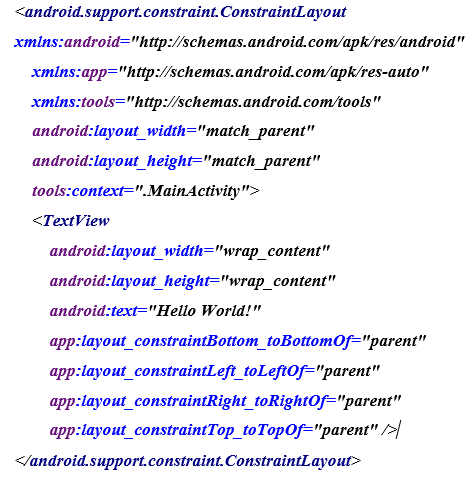 <android.support.constraint.ConstraintLayout
xmlns:android="http://schemas.android.com/apk/res/android"
xmlns:app="http://schemas.android.com/apk/res-auto"
xmlns:tools="http://schemas.android.com/tools"
android:layout_width="match_parent"
android:layout_height="match_parent"
tools:context=".MainActivity">
<TextView
android:layout_width="wrap_content"
android:layout_height="wrap_content"
android:text="Hello World!"
app:layout_constraintBottom_toBottomOf="parent"
app:layout_constraintLeft_toLeftOf="parent"
app:layout_constraintRight_toRightOf="parent"
app:layout_constraintTop_toTopOf="parent" />
</android.support.constraint.ConstraintLayout>